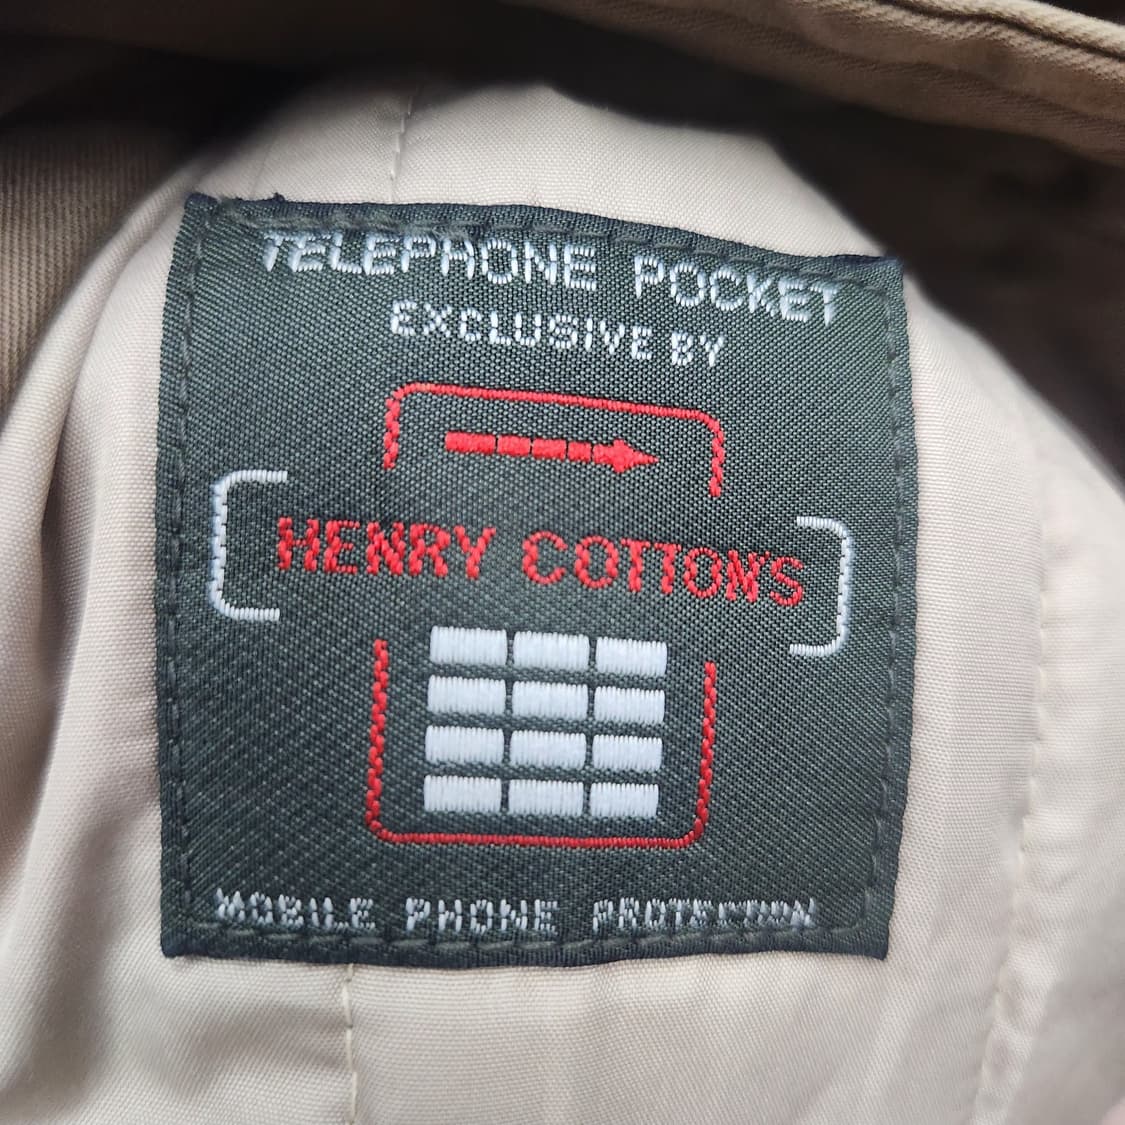 TELEPHONE POCKET
EXCLUSIVE BY
HENRY COTTON'S
MOBILE PHONE PROTECTION